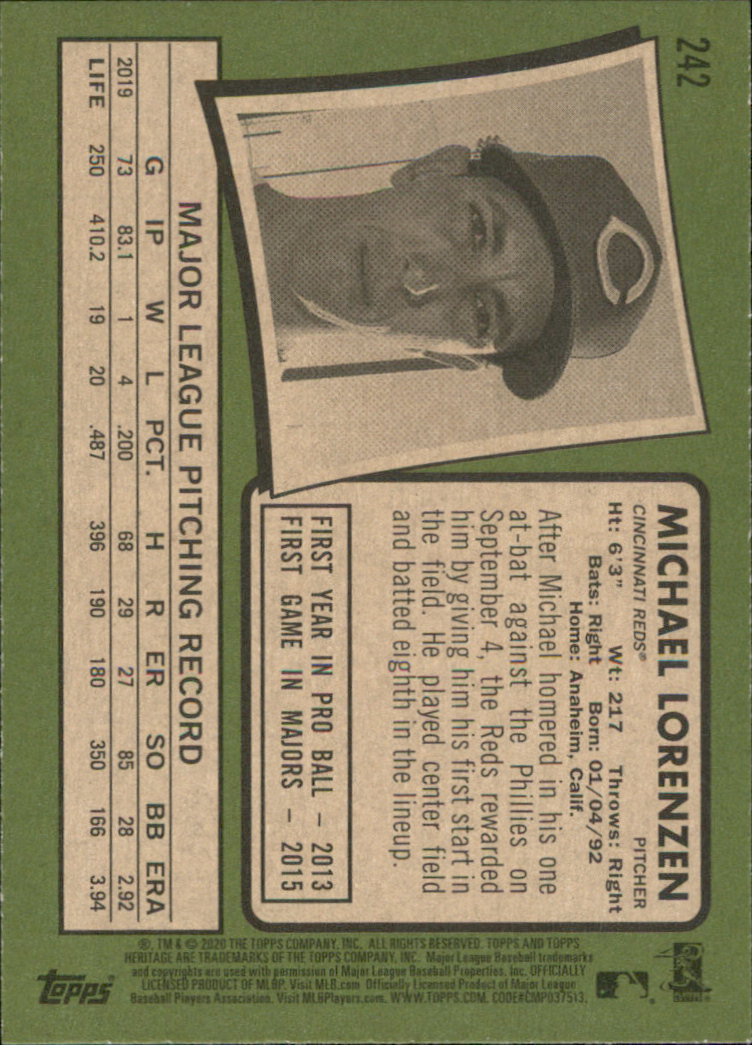 242
MICHAEL LORENZEN
CINCINNATI REDS® PITCHER
Ht: 6'3" Wt: 217 Throws: Right
Bats: Right Born: 01/04/92
Home: Anaheim, Calif.
After Michael homered in his one
at-bat against the Phillies on
September 4, the Reds rewarded
him by giving him his first start in
the field. He played center field
and batted eighth in the lineup.
FIRST YEAR IN PRO BALL – 2013
FIRST GAME IN MAJORS – 2015
MAJOR LEAGUE PITCHING RECORD
G IP W L PCT. H R ER SO BB ERA
2019 73 83.1 1 4 .200 68 29 27 85 28 2.92
LIFE 250 410.2 19 20 .487 396 190 180 350 166 3.94
®, TM & © 2020 THE TOPPS COMPANY, INC. ALL RIGHTS RESERVED. TOPPS AND TOPPS
HERITAGE ARE TRADEMARKS OF THE TOPPS COMPANY, INC. Major League Baseball trademarks
and copyrights are used with permission of Major League Baseball Properties, Inc. OFFICIALLY
LICENSED PRODUCT OF MLBP. Visit MLB.com Officially Licensed Product of Major League
Baseball Players Association. Visit MLBPlayers.com. WWW.TOPPS.COM. CODE#CMP037513.
topps®